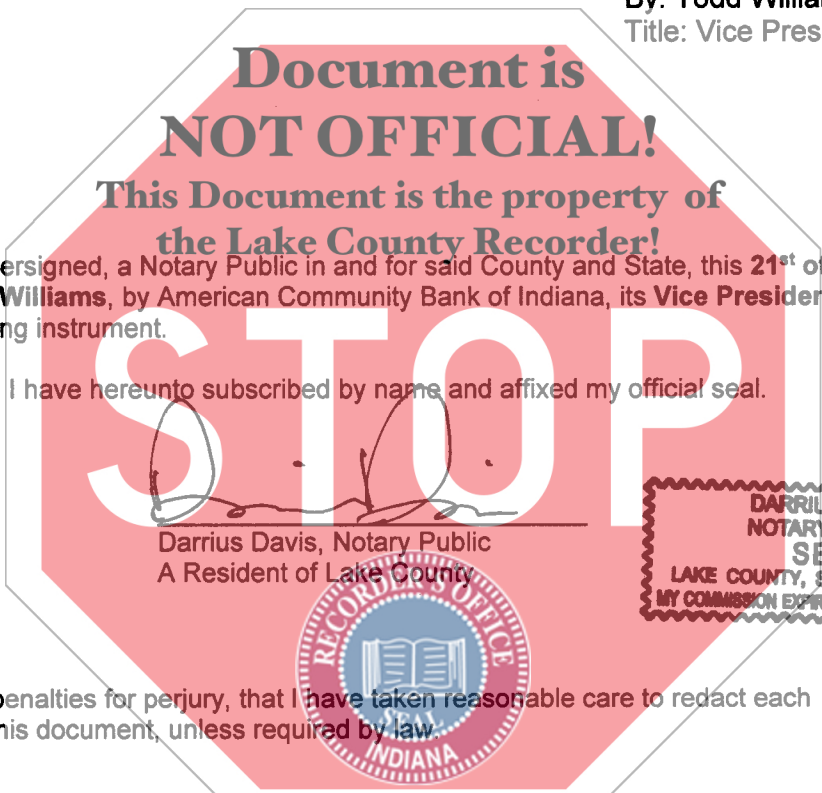 By: Todd Willia
Title: Vice Pres
Document is
NOT OFFICIAL!
This Document is the property of
the Lake County Recorder!
ersigned, a Notary Public in and for said County and State, this 21st of
Williams, by American Community Bank of Indiana, its Vice Presider
ng instrument.
STOP
I have hereunto subscribed by name and affixed my official seal.
Darrius Davis, Notary Public
A Resident of Lake County
DARRIU
NOTARY
SE
LAKE COUNTY, S
MY COMMISSION EXPIR
RECORDER'S OFFICE
SEAL
INDIANA
penalties for perjury, that I have taken reasonable care to redact each
his document, unless required by law.